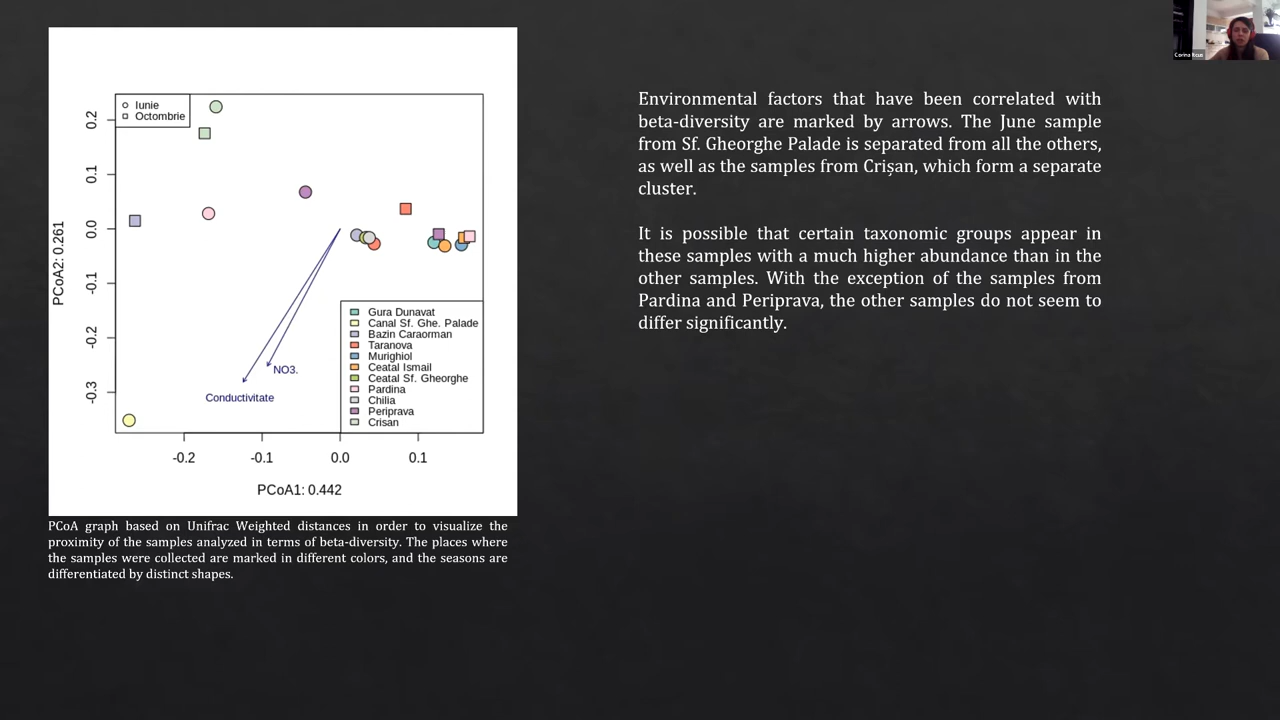 Iunie
Octombrie
0.2
0.1
0.0
-0.1
-0.2
-0.3
PCoA2: 0.261
NO3.
Conductivitate
Gura Dunavat
Canal Sf. Ghe. Palade
Bazin Caraorman
Taranova
Murighiol
Ceatal Ismail
Ceatal Sf. Gheorghe
Pardina
Chilia
Periprava
Crisan
-0.2
-0.1
0.0
0.1
PCoA1: 0.442
PCoA graph based on Unifrac Weighted distances in order to visualize the
proximity of the samples analyzed in terms of beta-diversity. The places where
the samples were collected are marked in different colors, and the seasons are
differentiated by distinct shapes.
Environmental factors that have been correlated with
beta-diversity are marked by arrows. The June sample
from Sf. Gheorghe Palade is separated from all the others,
as well as the samples from Crișan, which form a separate
cluster.
It is possible that certain taxonomic groups appear in
these samples with a much higher abundance than in the
other samples. With the exception of the samples from
Pardina and Periprava, the other samples do not seem to
differ significantly.
Corina